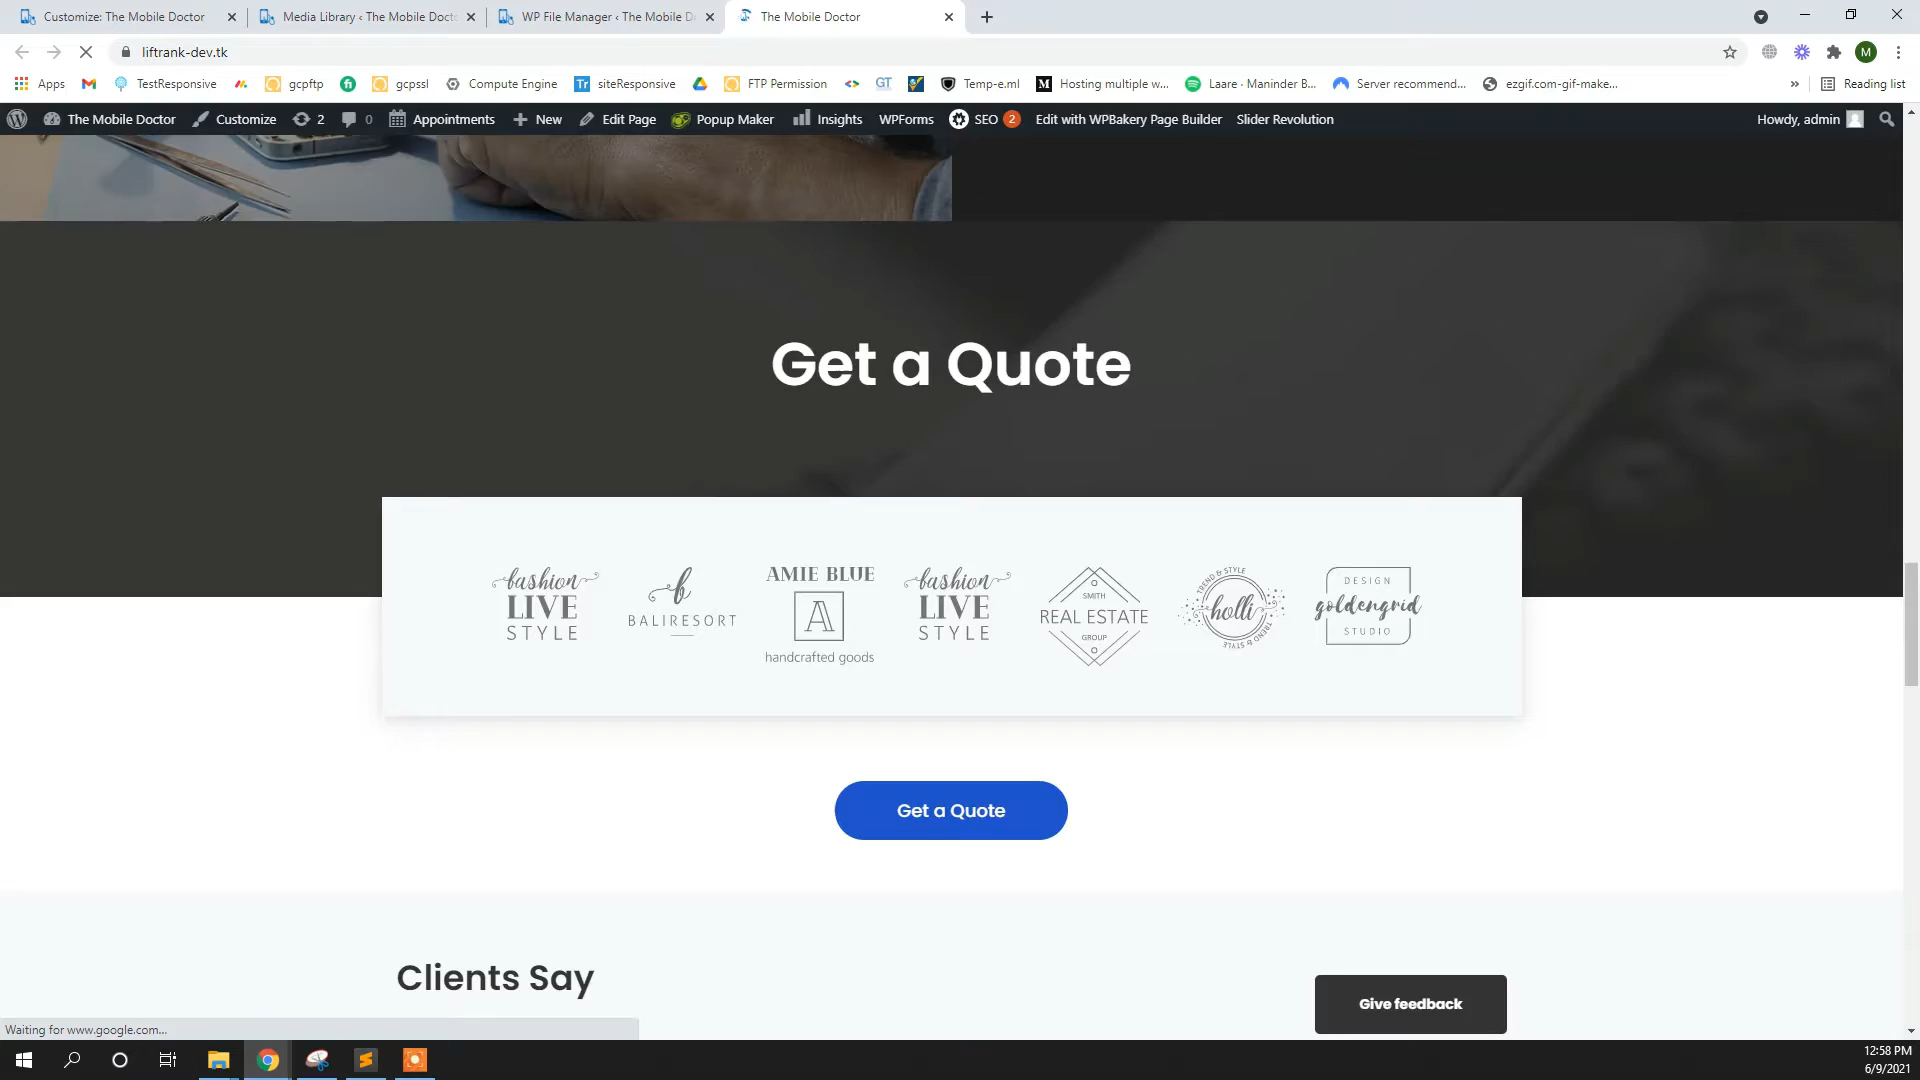 Customize: The Mobile Doctor
Media Library ‹ The Mobile Docto
WP File Manager ‹ The Mobile D
The Mobile Doctor
liftrank-dev.tk
M
Apps
TestResponsive
gcpftp
gcpssl
Compute Engine
Tr siteResponsive
FTP Permission
GT
Temp-e.ml
M Hosting multiple w...
Laare · Maninder B...
Server recommend...
ezgif.com-gif-make...
»
Reading list
The Mobile Doctor
Customize
2
0
Appointments
New
Edit Page
Popup Maker
Insights
WPForms
SEO 2
Edit with WPBakery Page Builder
Slider Revolution
Howdy, admin
Get a Quote
fashion
LIVE
STYLE
b
BALIRESORT
AMIE BLUE
A
handcrafted goods
fashion
LIVE
STYLE
SMITH
REAL ESTATE
GROUP
TREND & STYLE
holli
TREND & STYLE
DESIGN
goldengrid
STUDIO
Get a Quote
Clients Say
Give feedback
Waiting for www.google.com...
12:58 PM
6/9/2021